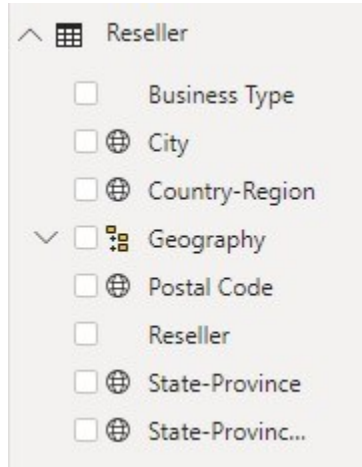 Reseller
Business Type
City
Country-Region
Geography
Postal Code
Reseller
State-Province
State-Provinc...